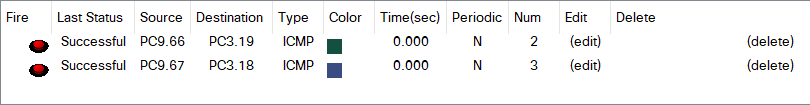 Fire Last Status Source Destination Type Color Time(sec) Periodic Num Edit Delete
Successful PC9.66 PC3.19 ICMP 0.000 N 2 (edit) (delete)
Successful PC9.67 PC3.18 ICMP 0.000 N 3 (edit) (delete)